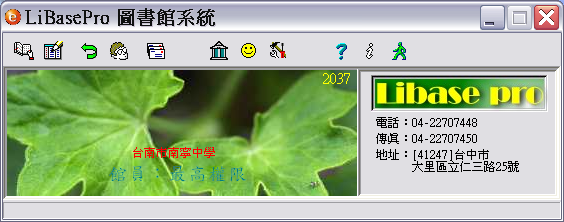 LiBasePro 圖書館系統
2037
台南市南寧中學
館員：最高權限
Libase pro
電話：04-22707448
傳真：04-22707450
地址：[41247]台中市
大里區立仁三路25號